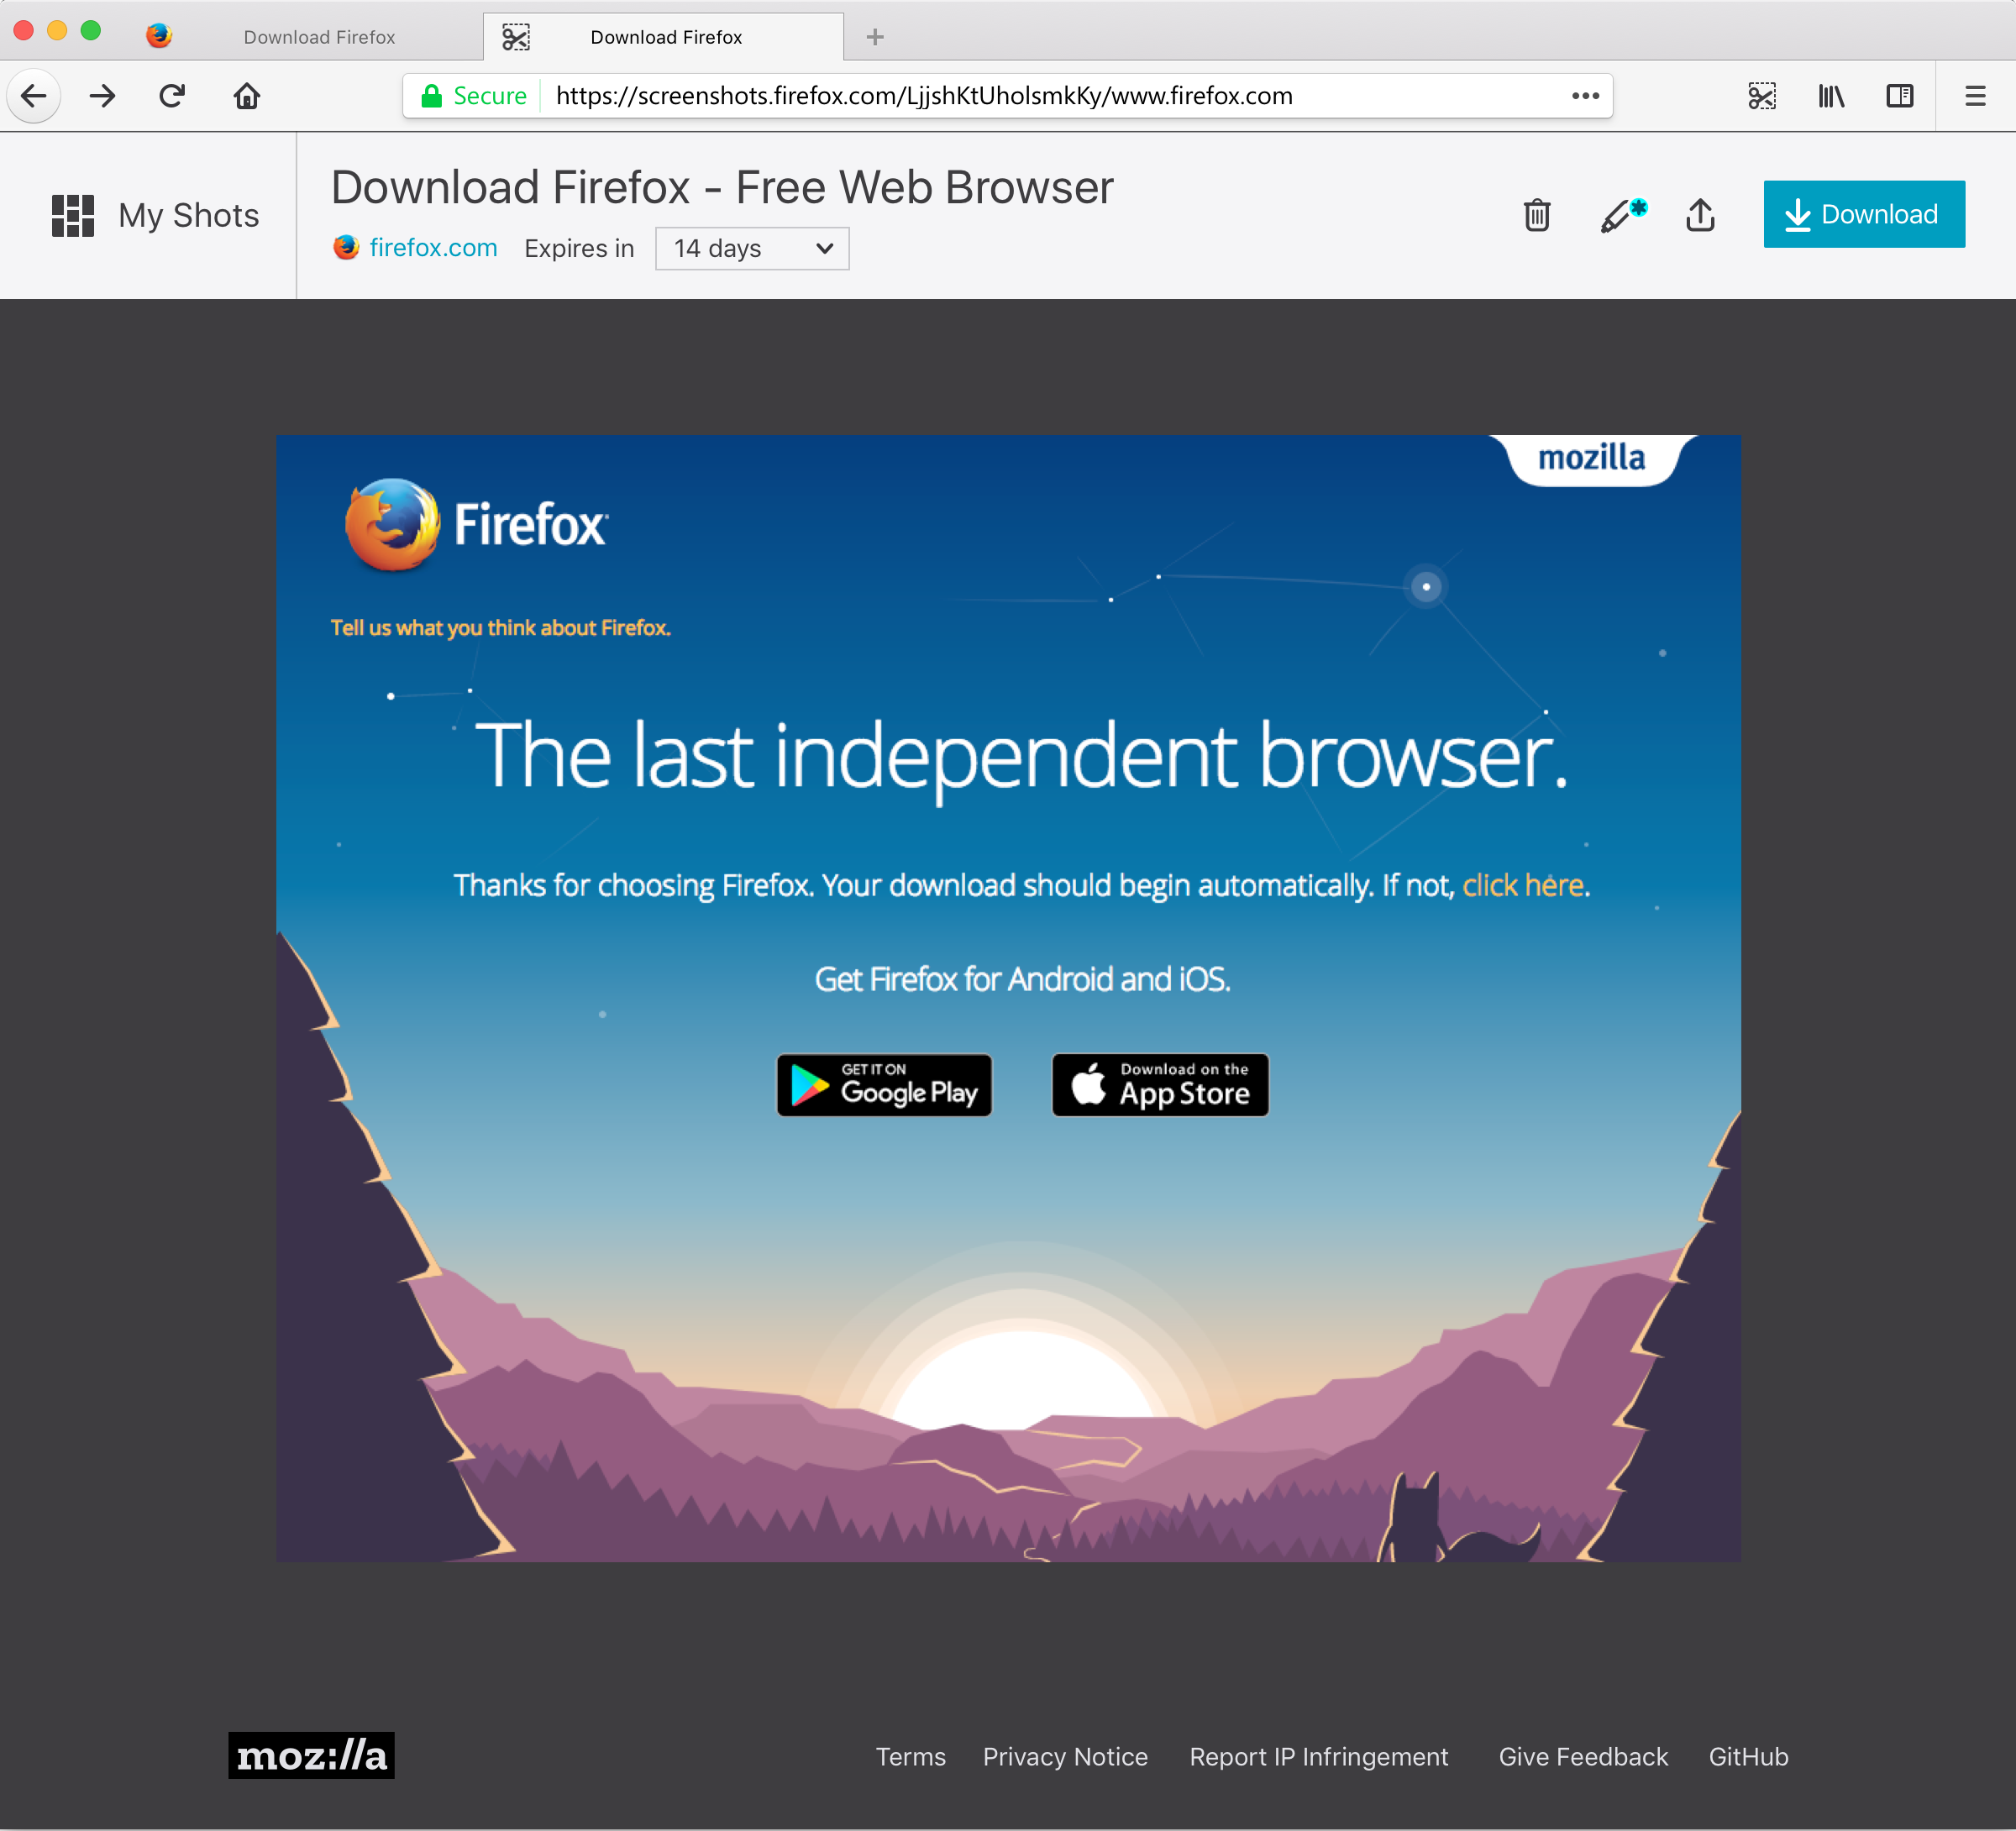 Download Firefox
Download Firefox
Secure https://screenshots.firefox.com/LjjshKtUholsmkKy/www.firefox.com
My Shots
Download Firefox - Free Web Browser
firefox.com Expires in 14 days
Download
mozilla
Firefox
Tell us what you think about Firefox.
The last independent browser.
Thanks for choosing Firefox. Your download should begin automatically. If not, click here.
Get Firefox for Android and iOS.
GET IT ON
Google Play
Download on the
App Store
moz://a
Terms Privacy Notice Report IP Infringement Give Feedback GitHub